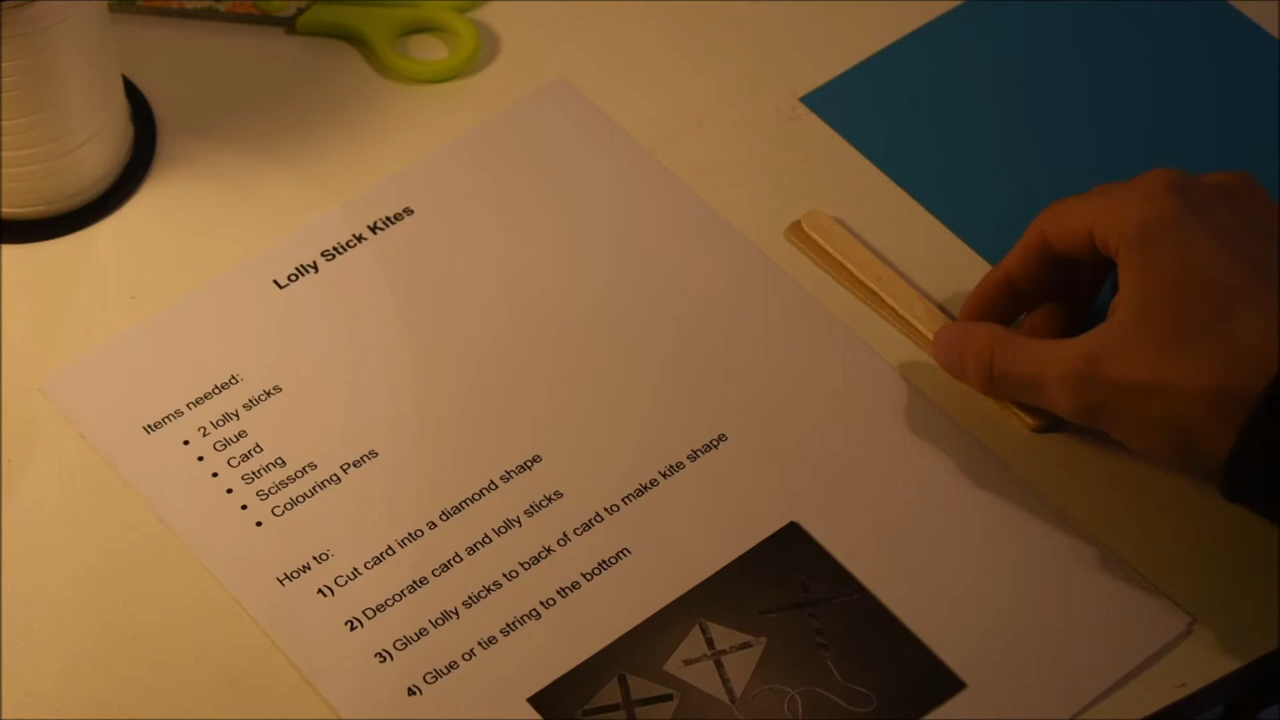 Lolly Stick Kites
Items needed:
• 2 lolly sticks
• Glue
• Card
• String
• Scissors
• Colouring Pens
How to:
1) Cut card into a diamond shape
2) Decorate card and lolly sticks
3) Glue lolly sticks to back of card to make kite shape
4) Glue or tie string to the bottom